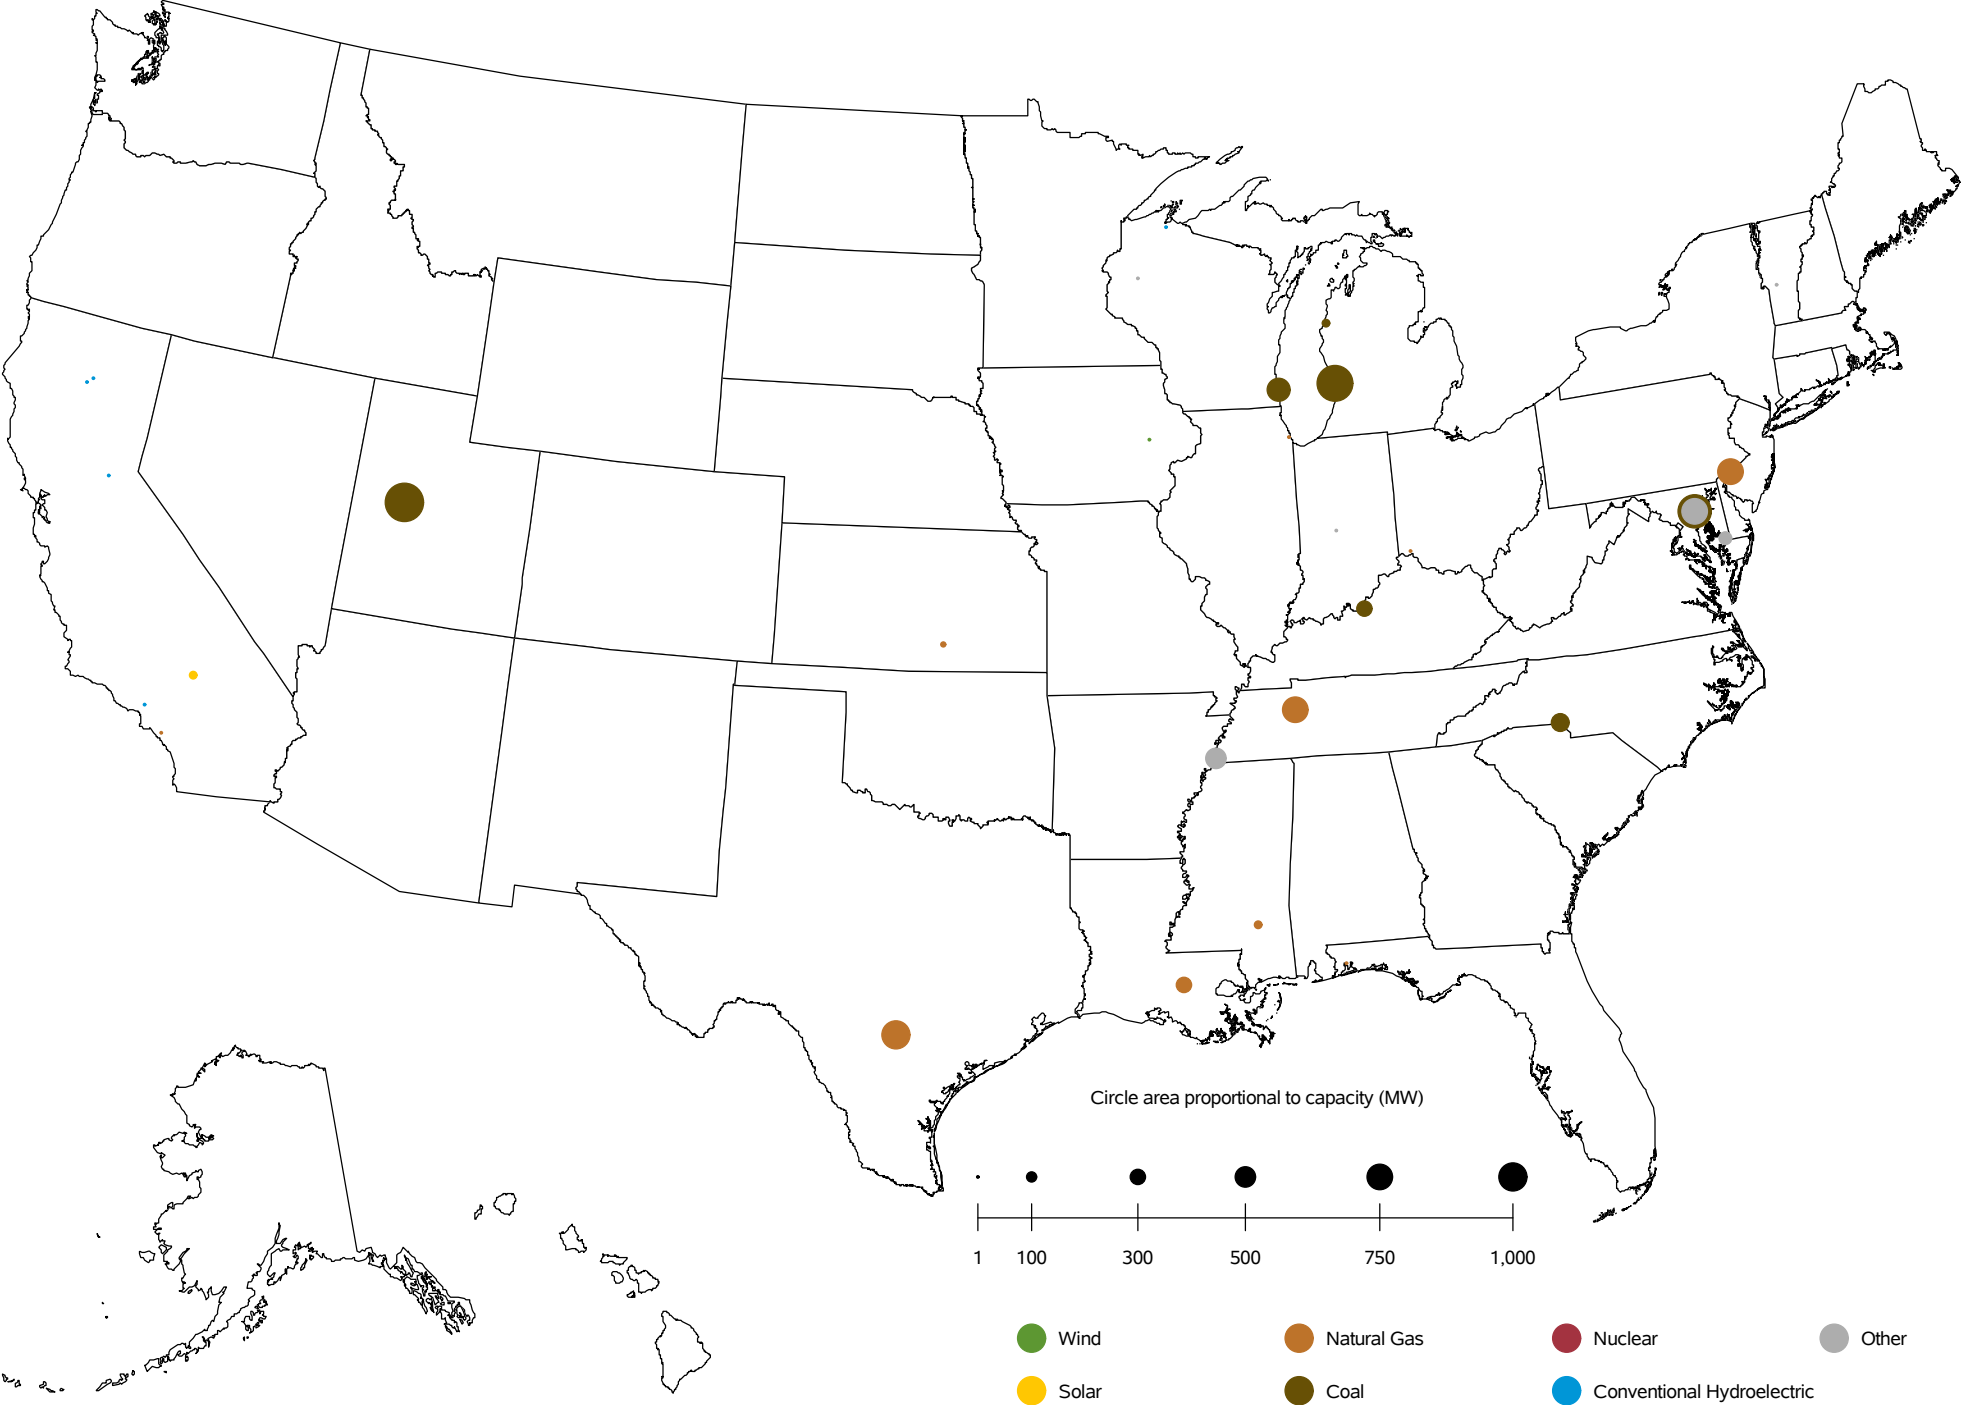 Circle area proportional to capacity (MW)
1 100 300 500 750 1,000
Wind Natural Gas Nuclear Other
Solar Coal Conventional Hydroelectric